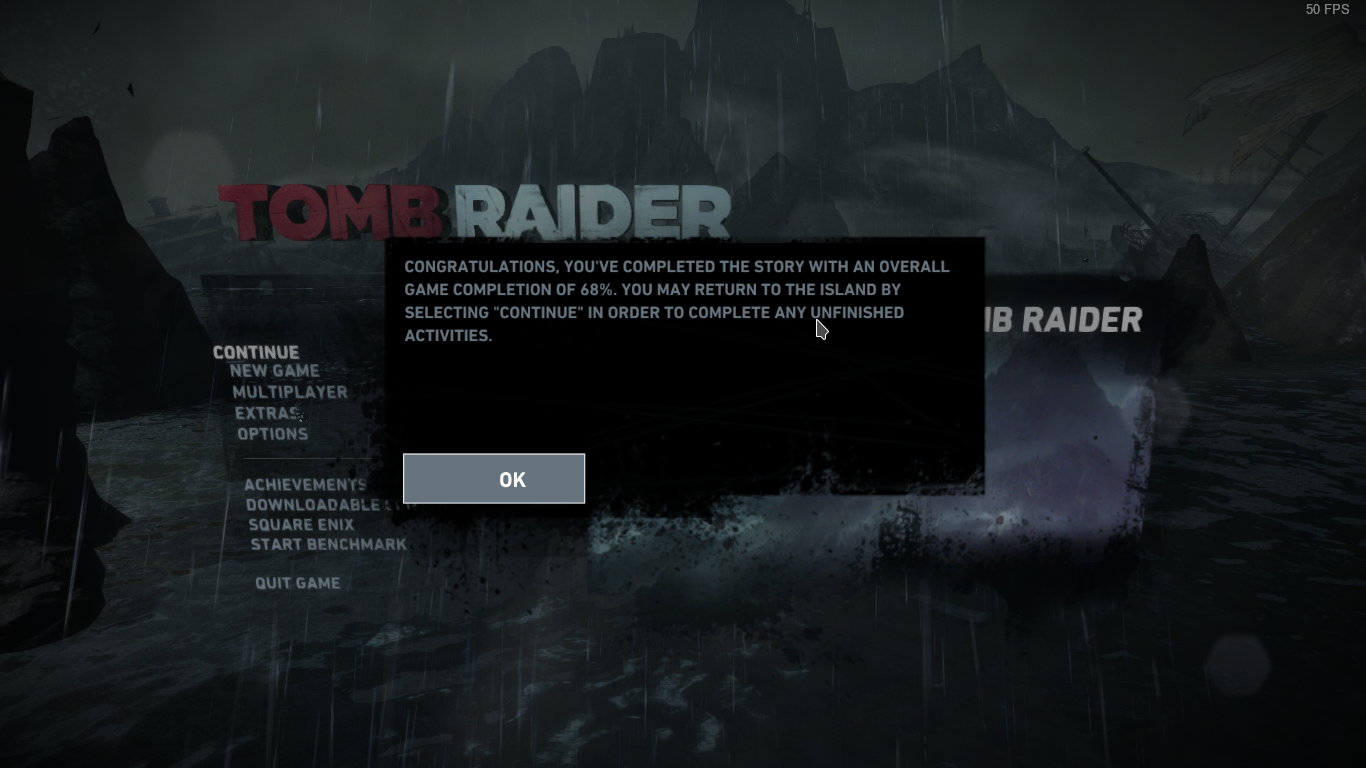 50 FPS
TOMB RAIDER
CONGRATULATIONS, YOU'VE COMPLETED THE STORY WITH AN OVERALL
GAME COMPLETION OF 68%. YOU MAY RETURN TO THE ISLAND BY
SELECTING "CONTINUE" IN ORDER TO COMPLETE ANY UNFINISHED
ACTIVITIES.
RAIDER
CONTINUE
NEW GAME
MULTIPLAYER
EXTRAS
OPTIONS
OK
ACHIEVEMENTS
DOWNLOADABLE
SQUARE ENIX
START BENCHMARK
QUIT GAME